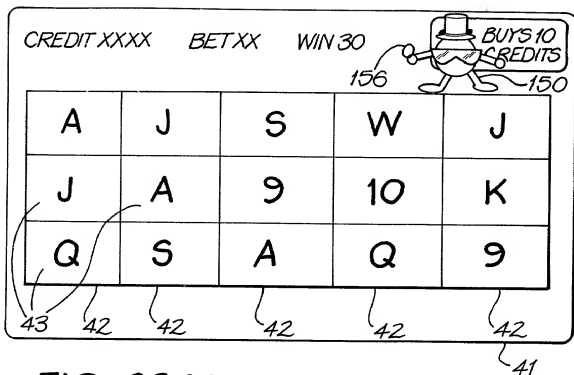 CREDIT XXXX BET XX WIN 30 BUYS 10
CREDITS
156 150
A J S W J
J A 9 10 K
Q S A Q 9
43 42 42 42 42 42
41